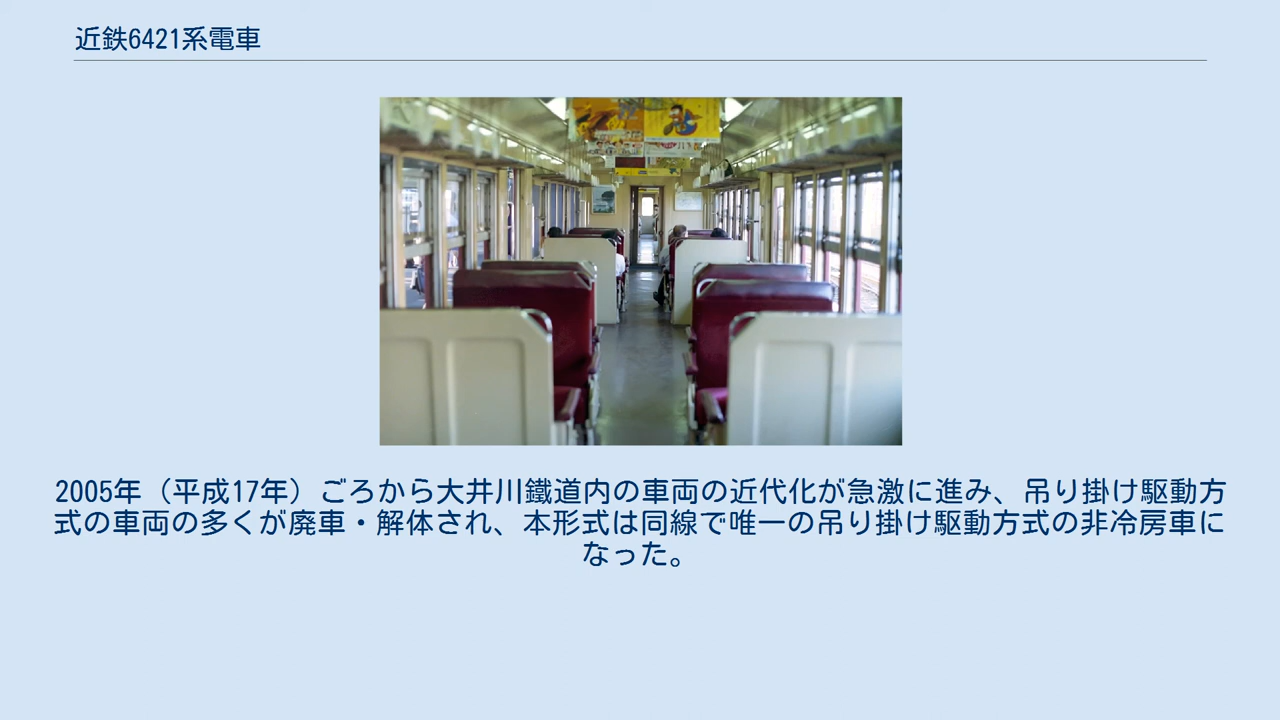 近鉄6421系電車
2005年（平成17年）ごろから大井川鐵道内の車両の近代化が急激に進み、吊り掛け駆動方
式の車両の多くが廃車・解体され、本形式は同線で唯一の吊り掛け駆動方式の非冷房車に
なった。